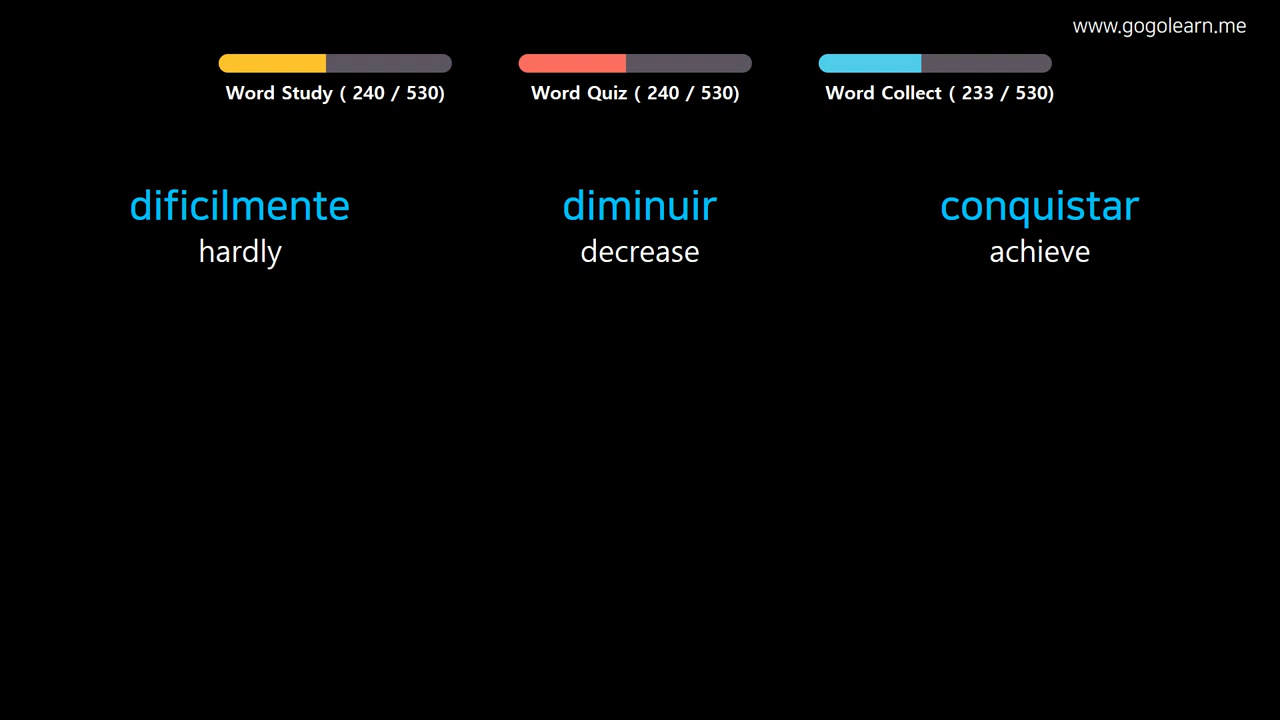 www.gogolearn.me
Word Study ( 240 / 530)
Word Quiz ( 240 / 530)
Word Collect ( 233 / 530)
dificilmente
hardly
diminuir
decrease
conquistar
achieve